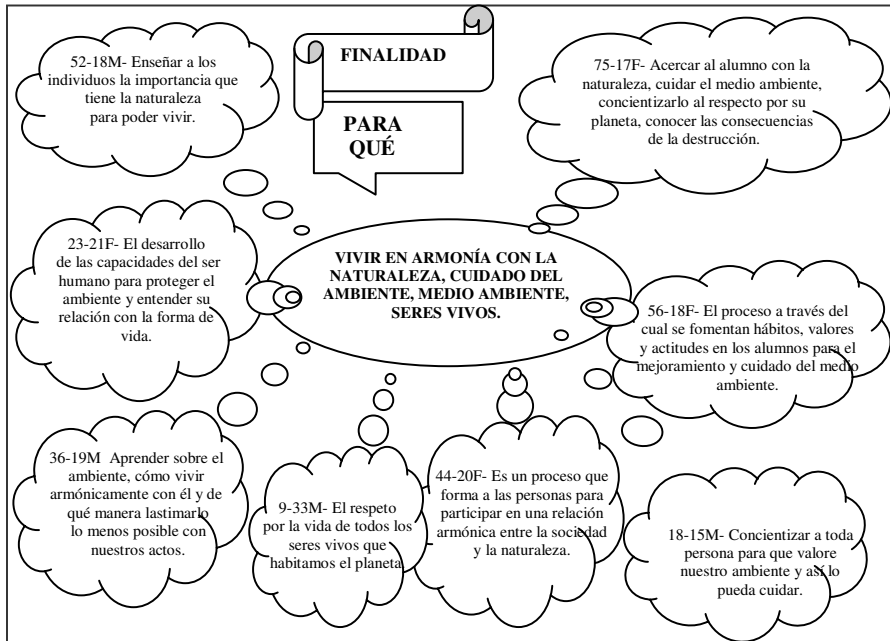 FINALIDAD
PARA
QUÉ
52-18M- Enseñar a los
individuos la importancia que
tiene la naturaleza
para poder vivir.
75-17F- Acercar al alumno con la
naturaleza, cuidar el medio ambiente,
concientizarlo al respecto por su
planeta, conocer las consecuencias
de la destrucción.
23-21F- El desarrollo
de las capacidades del ser
humano para proteger el
ambiente y entender su
relación con la forma de
vida.
VIVIR EN ARMONÍA CON LA
NATURALEZA, CUIDADO DEL
AMBIENTE, MEDIO AMBIENTE,
SERES VIVOS.
56-18F- El proceso a través del
cual se fomentan hábitos, valores
y actitudes en los alumnos para el
mejoramiento y cuidado del medio
ambiente.
36-19M Aprender sobre el
ambiente, cómo vivir
armónicamente con él y de
qué manera lastimarlo
lo menos posible con
nuestros actos.
9-33M- El respeto
por la vida de todos los
seres vivos que
habitamos el planeta.
44-20F- Es un proceso que
forma a las personas para
participar en una relación
armónica entre la sociedad
y la naturaleza.
18-15M- Concientizar a toda
persona para que valore
nuestro ambiente y así lo
pueda cuidar.